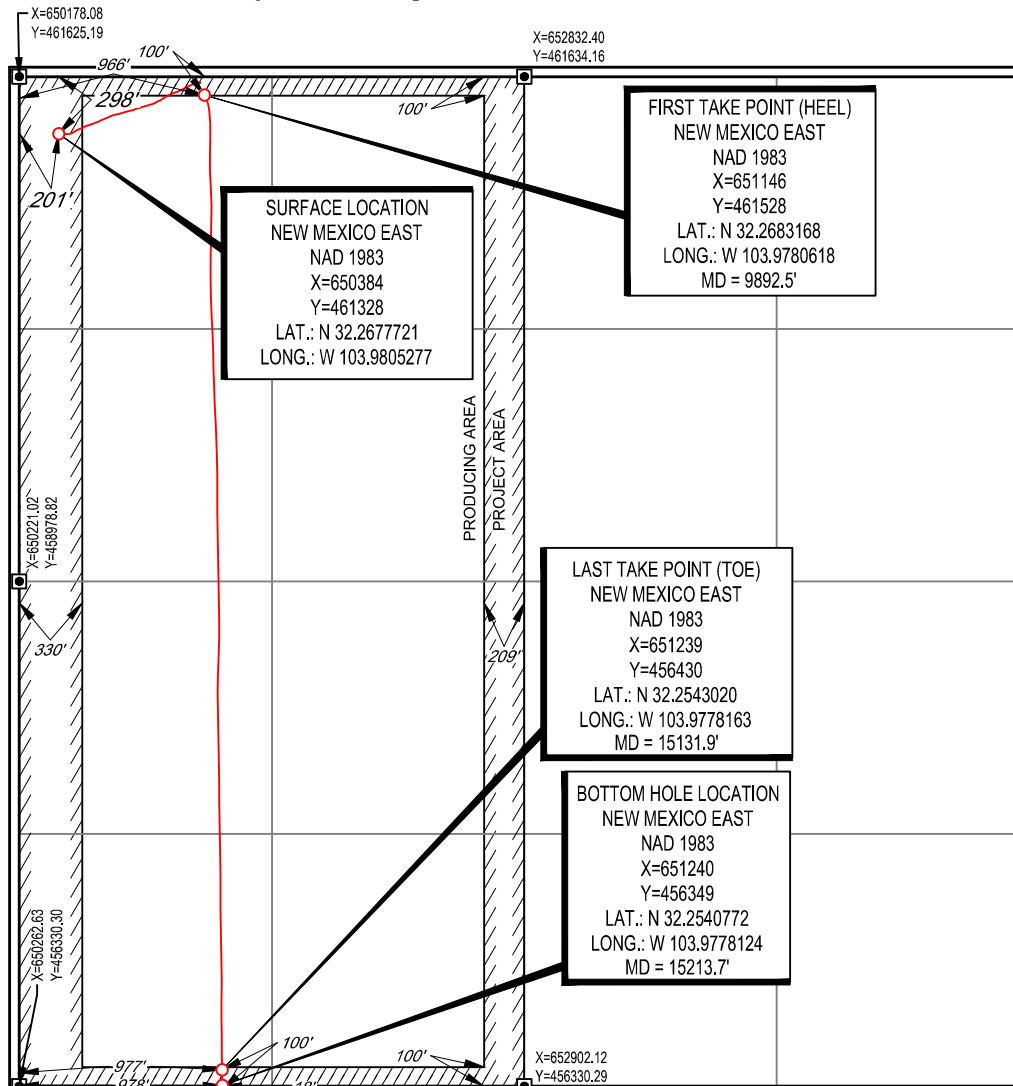 X=650178.08
Y=461625.19
X=652832.40
Y=461634.16
100'
966'
298'
100'
201'
FIRST TAKE POINT (HEEL)
NEW MEXICO EAST
NAD 1983
X=651146
Y=461528
LAT.: N 32.2683168
LONG.: W 103.9780618
MD = 9892.5'
SURFACE LOCATION
NEW MEXICO EAST
NAD 1983
X=650384
Y=461328
LAT.: N 32.2677721
LONG.: W 103.9805277
PRODUCING AREA
PROJECT AREA
X=650221.02
Y=458978.82
330'
209'
LAST TAKE POINT (TOE)
NEW MEXICO EAST
NAD 1983
X=651239
Y=456430
LAT.: N 32.2543020
LONG.: W 103.9778163
MD = 15131.9'
BOTTOM HOLE LOCATION
NEW MEXICO EAST
NAD 1983
X=651240
Y=456349
LAT.: N 32.2540772
LONG.: W 103.9778124
MD = 15213.7'
X=650262.63
Y=456330.30
977'
100'
100'
X=652902.12
Y=456330.29
978'